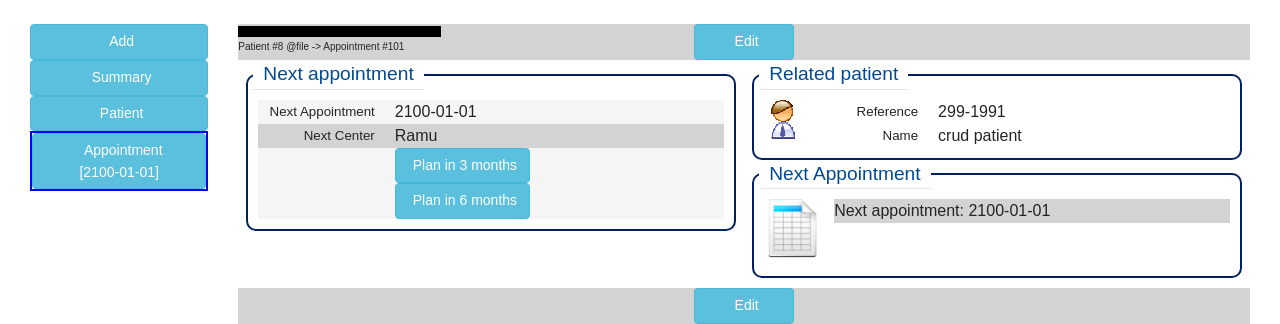 Add
Summary
Patient
Appointment
[2100-01-01]
Patient #8 @file -> Appointment #101
Edit
Next appointment
Next Appointment 2100-01-01
Next Center Ramu
Plan in 3 months
Plan in 6 months
Related patient
Reference 299-1991
Name crud patient
Next Appointment
Next appointment: 2100-01-01
Edit